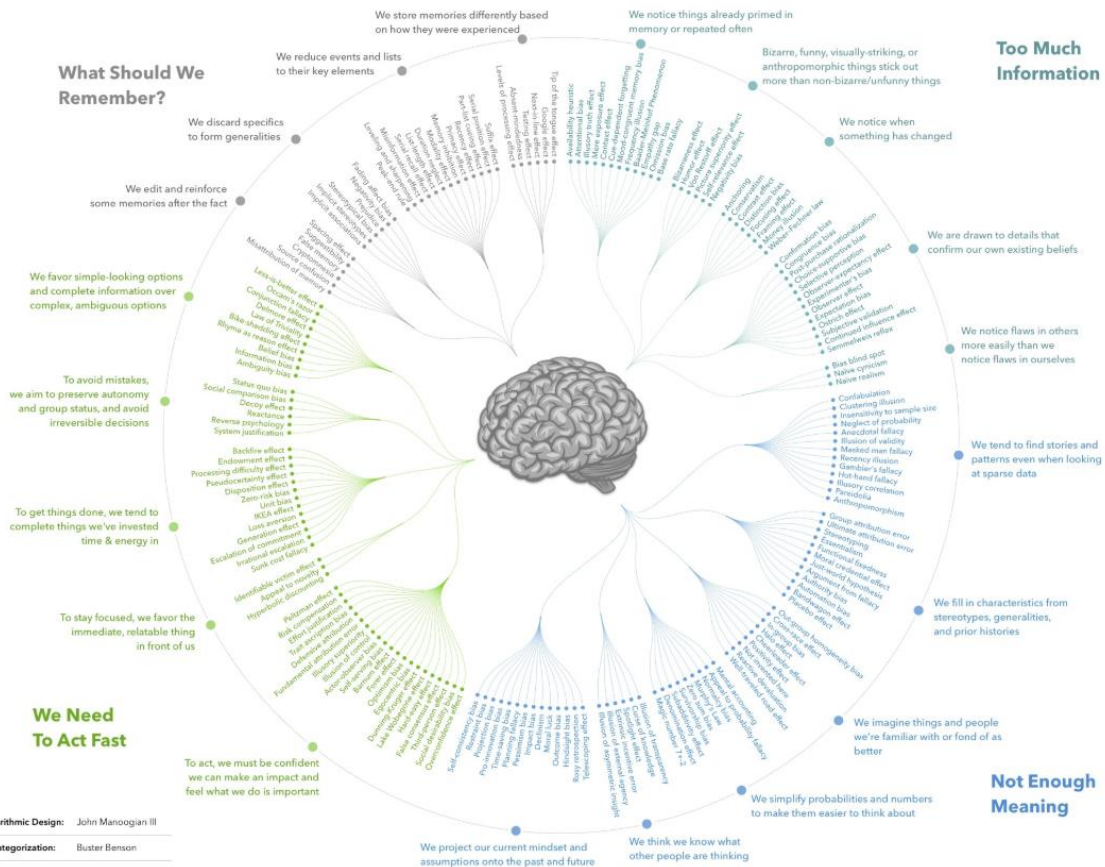 What Should We
Remember?
We store memories differently based
on how they were experienced
We reduce events and lists
to their key elements
We discard specifics
to form generalities
We edit and reinforce
some memories after the fact
Tip of the tongue effect
Google effect
Next-in-line effect
Testing effect
Absent-mindedness
Levels of processing effect
Suffix effect
Serial position effect
Part-list cueing effect
Recency effect
Primacy effect
Memory inhibition
Modality effect
Duration neglect
List-length effect
Serial recall effect
Misinformation effect
Leveling and sharpening
Peak-end rule
Fading affect bias
Negativity bias
Prejudice
Stereotypical bias
Implicit stereotypes
Implicit associations
Spacing effect
Suggestibility
False memory
Cryptomnesia
Source confusion
Misattribution of memory
Too Much
Information
We notice things already primed in
memory or repeated often
Bizarre, funny, visually-striking, or
anthropomorphic things stick out
more than non-bizarre/unfunny things
We notice when
something has changed
We are drawn to details that
confirm our own existing beliefs
We notice flaws in others
more easily than we
notice flaws in ourselves
Availability heuristic
Attentional bias
Illusory truth effect
Mere exposure effect
Context effect
Cue-dependent forgetting
Mood-congruent memory bias
Frequency illusion
Baader-Meinhof Phenomenon
Empathy gap
Omission bias
Base rate fallacy
Bizarreness effect
Humor effect
Von Restorff effect
Picture superiority effect
Self-relevance effect
Negativity bias
Anchoring
Conservatism
Contrast effect
Distinction bias
Focusing effect
Framing effect
Money illusion
Weber-Fechner law
Confirmation bias
Congruence bias
Post-purchase rationalization
Choice-supportive bias
Selective perception
Observer-expectancy effect
Experimenter's bias
Observer effect
Expectation bias
Ostrich effect
Subjective validation
Continued influence effect
Semmelweis reflex
Bias blind spot
Naïve cynicism
Naïve realism
We tend to find stories and
patterns even when looking
at sparse data
We fill in characteristics from
stereotypes, generalities,
and prior histories
We imagine things and people
we're familiar with or fond of as
better
Not Enough
Meaning
We simplify probabilities and numbers
to make them easier to think about
We think we know what
other people are thinking
We project our current mindset and
assumptions onto the past and future
Confabulation
Clustering illusion
Insensitivity to sample size
Neglect of probability
Anecdotal fallacy
Illusion of validity
Masked man fallacy
Recency illusion
Gambler's fallacy
Hot-hand fallacy
Illusory correlation
Pareidolia
Anthropomorphism
Group attribution error
Ultimate attribution error
Stereotyping
Essentialism
Functional fixedness
Moral credential effect
Just-world hypothesis
Argument from fallacy
Authority bias
Automation bias
Bandwagon effect
Placebo effect
Out-group homogeneity bias
Cross-race effect
In-group bias
Halo effect
Cheerleader effect
Positivity effect
Not invented here
Reactive devaluation
Well-traveled road effect
Mental accounting
Appeal to probability fallacy
Normalcy bias
Murphy's Law
Zero sum bias
Survivorship bias
Subadditivity effect
Denomination effect
Magic number 7+-2
Illusion of transparency
Curse of knowledge
Spotlight effect
Extrinsic incentive error
Illusion of external agency
Illusion of asymmetric insight
Telescoping effect
Rosy retrospection
Hindsight bias
Outcome bias
Moral luck
Declinism
Impact bias
Pessimism bias
Planning fallacy
Time-saving bias
Pro-innovation bias
Projection bias
Restraint bias
Self-consistency bias
We favor simple-looking options
and complete information over
complex, ambiguous options
To avoid mistakes,
we aim to preserve autonomy
and group status, and avoid
irreversible decisions
To get things done, we tend to
complete things we've invested
time & energy in
To stay focused, we favor the
immediate, relatable thing
in front of us
We Need
To Act Fast
To act, we must be confident
we can make an impact and
feel what we do is important
Less-is-better effect
Occam's razor
Conjunction fallacy
Delmore effect
Law of Triviality
Bike-shedding effect
Rhyme as reason effect
Belief bias
Information bias
Ambiguity bias
Status quo bias
Social comparison bias
Decoy effect
Reactance
Reverse psychology
System justification
Backfire effect
Endowment effect
Processing difficulty effect
Pseudocertainty effect
Disposition effect
Zero-risk bias
Unit bias
IKEA effect
Loss aversion
Generation effect
Escalation of commitment
Irrational escalation
Sunk cost fallacy
Identifiable victim effect
Appeal to novelty
Hyperbolic discounting
Peltzman effect
Risk compensation
Effort justification
Trait ascription bias
Defensive attribution
Fundamental attribution error
Illusory superiority
Illusion of control
Actor-observer bias
Self-serving bias
Barnum effect
Forer effect
Optimism bias
Egocentric bias
Dunning-Kruger effect
Lake Wobegone effect
Hard-easy effect
False consensus effect
Third-person effect
Social desirability bias
Overconfidence effect
rithmic Design: John Manoogian III
ategorization: Buster Benson